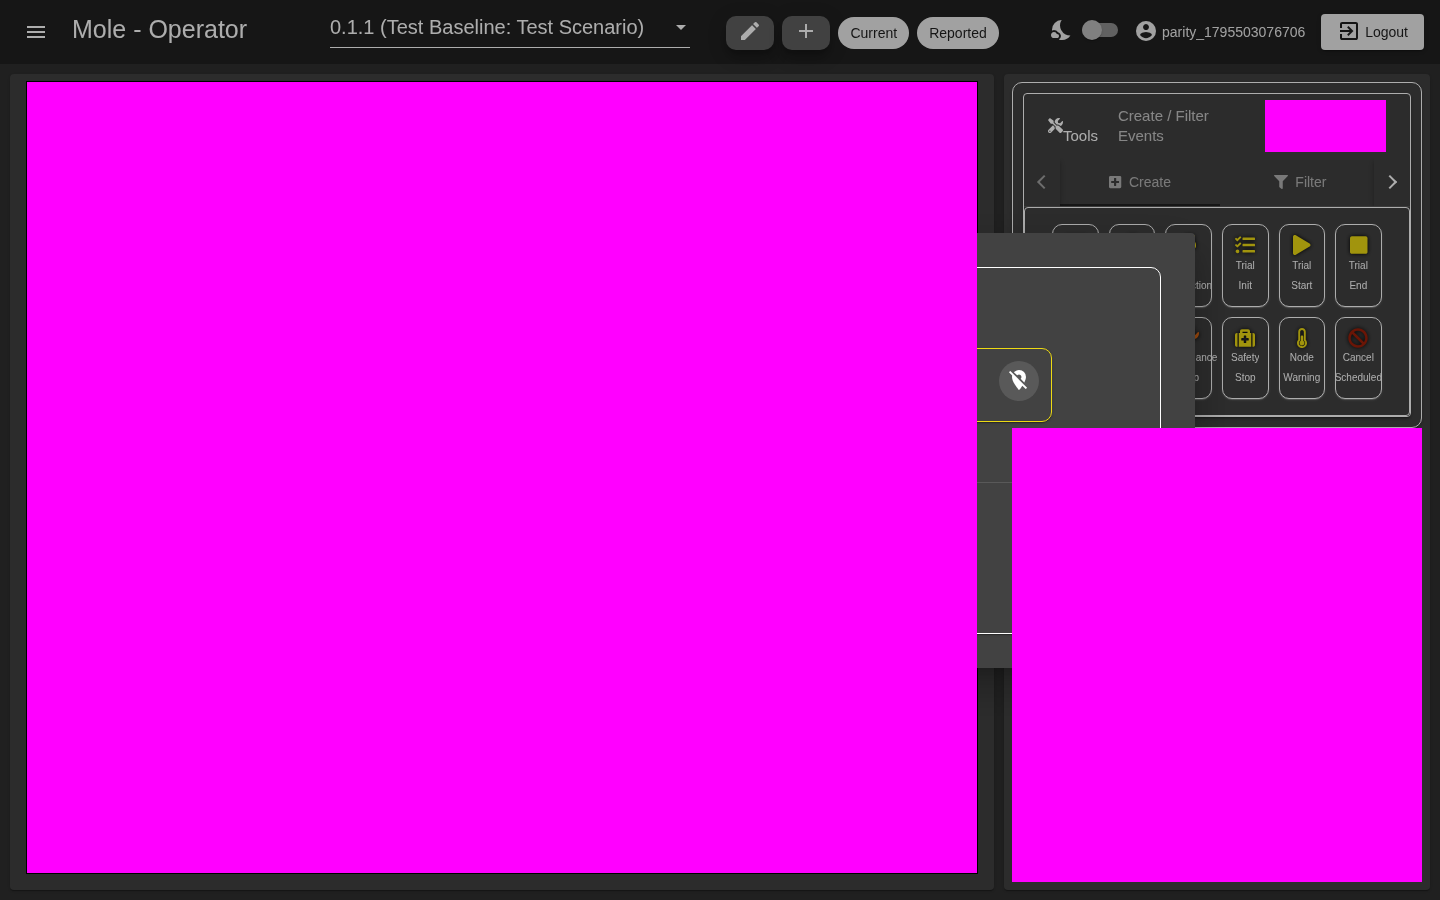 Mole - Operator
0.1.1 (Test Baseline: Test Scenario)
Current
Reported
parity_1795503076706
Logout
Tools
Create / Filter
Events
Create
Filter
Trial
Init
Trial
Start
Trial
End
Safety
Stop
Node
Warning
Cancel
Scheduled